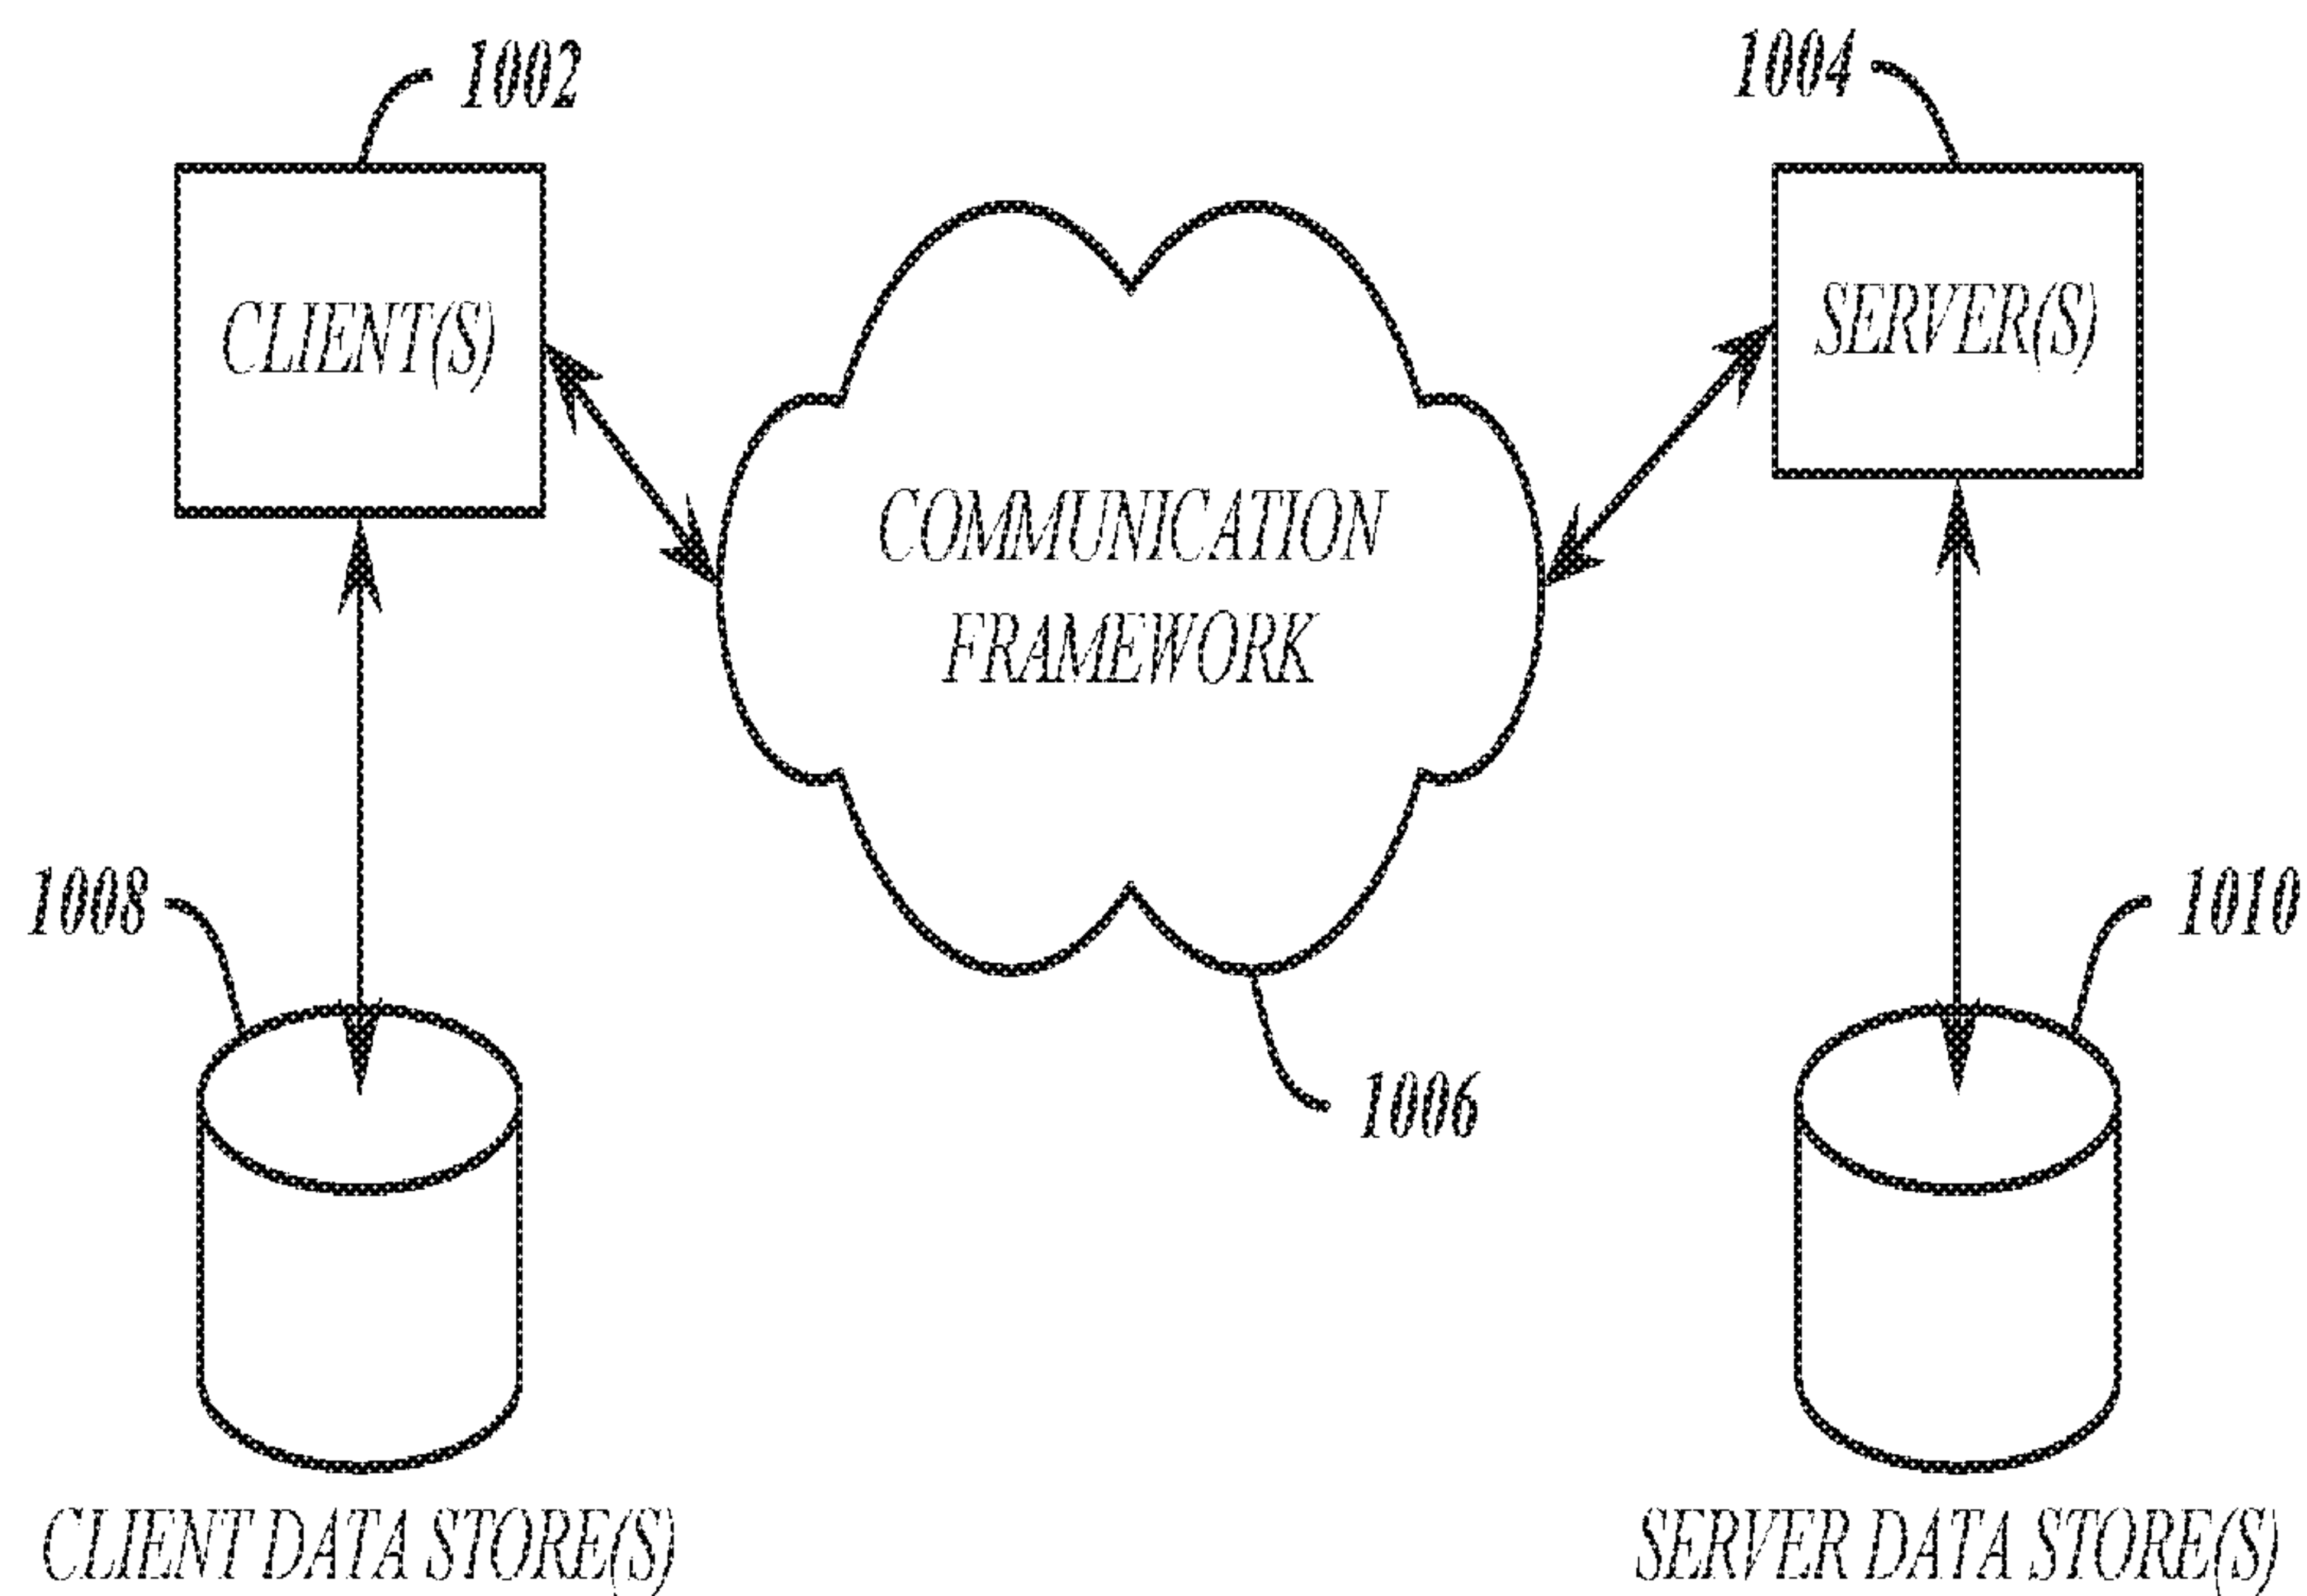 1002
1004
CLIENT(S)
SERVER(S)
COMMUNICATION
FRAMEWORK
1008
1010
1006
CLIENT DATA STORE(S)
SERVER DATA STORE(S)